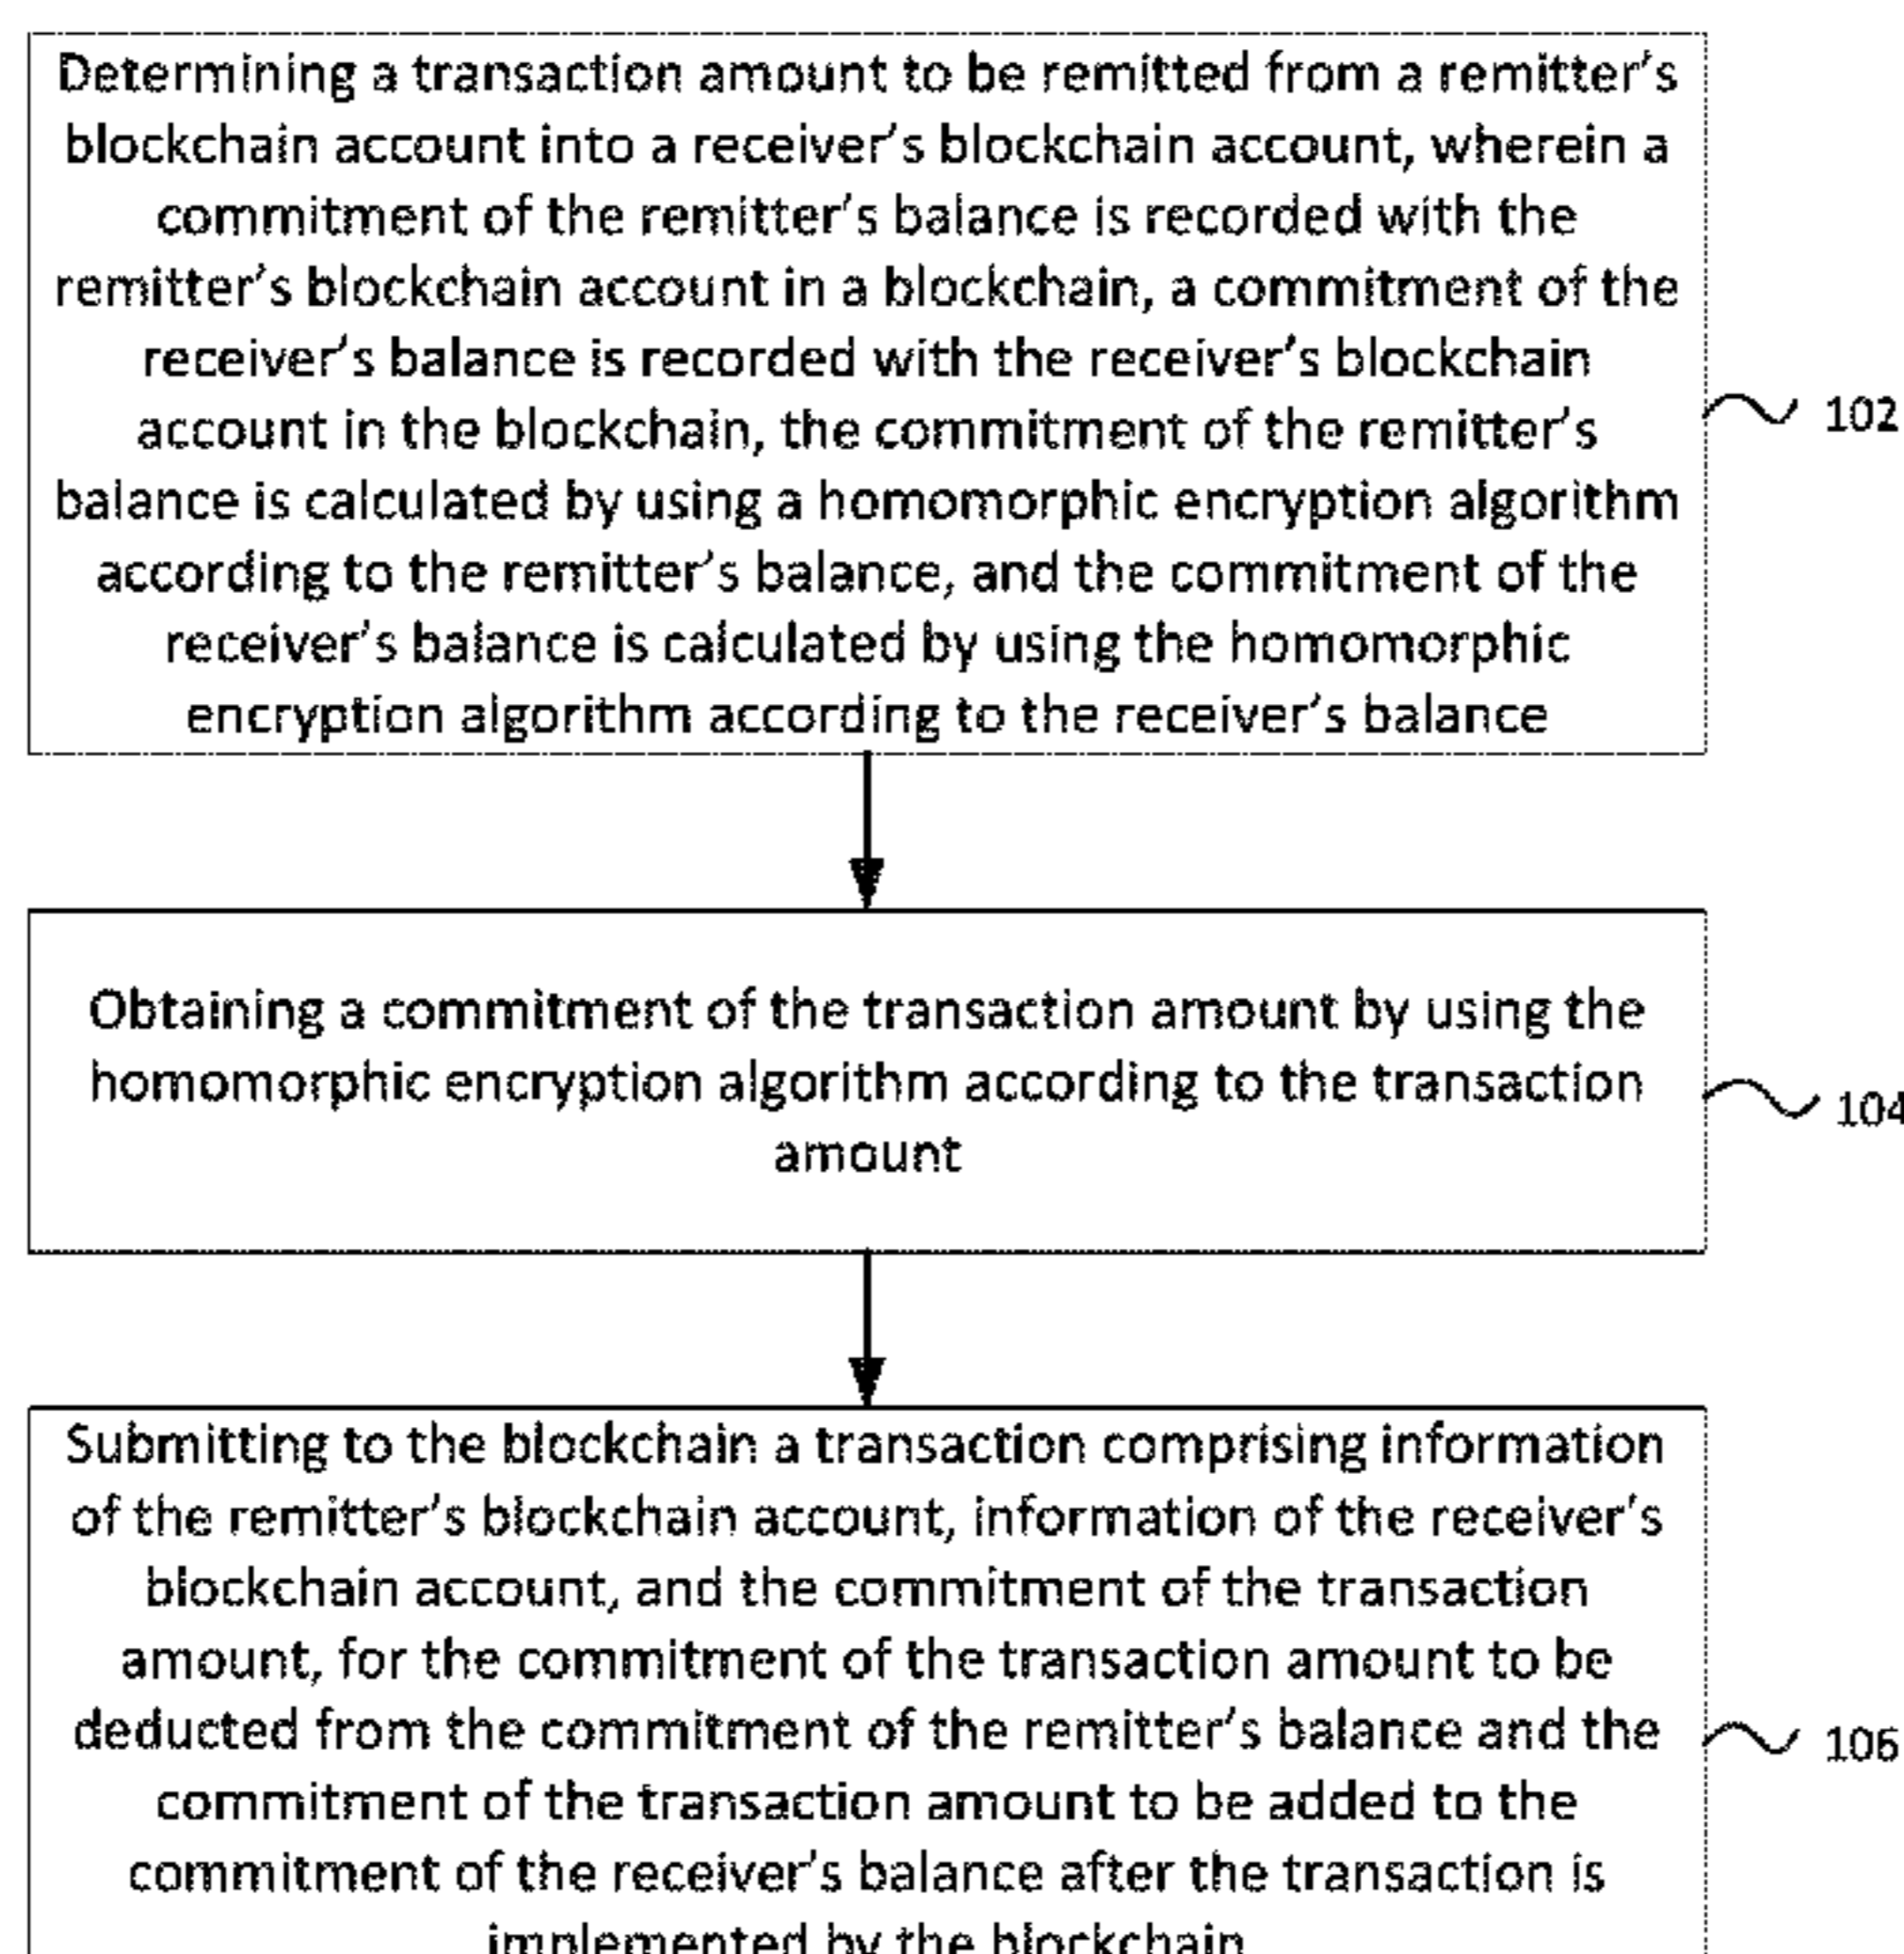 Determining a transaction amount to be remitted from a remitter's
blockchain account into a receiver's blockchain account, wherein a
commitment of the remitter's balance is recorded with the
remitter's blockchain account in a blockchain, a commitment of the
receiver's balance is recorded with the receiver's blockchain
account in the blockchain, the commitment of the remitter's
balance is calculated by using a homomorphic encryption algorithm
according to the remitter's balance, and the commitment of the
receiver's balance is calculated by using the homomorphic
encryption algorithm according to the receiver's balance
102
Obtaining a commitment of the transaction amount by using the
homomorphic encryption algorithm according to the transaction
amount
104
Submitting to the blockchain a transaction comprising information
of the remitter's blockchain account, information of the receiver's
blockchain account, and the commitment of the transaction
amount, for the commitment of the transaction amount to be
deducted from the commitment of the remitter's balance and the
commitment of the transaction amount to be added to the
commitment of the receiver's balance after the transaction is
implemented by the blockchain
106